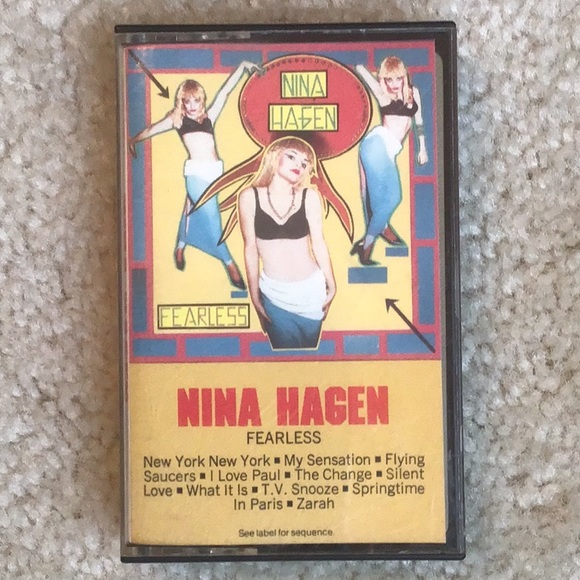 NINA
HAGEN
FEARLESS
NINA HAGEN
FEARLESS
New York New York ■ My Sensation ■ Flying
Saucers ■ I Love Paul ■ The Change ■ Silent
Love ■ What It Is ■ T.V. Snooze ■ Springtime
In Paris ■ Zarah
See label for sequence